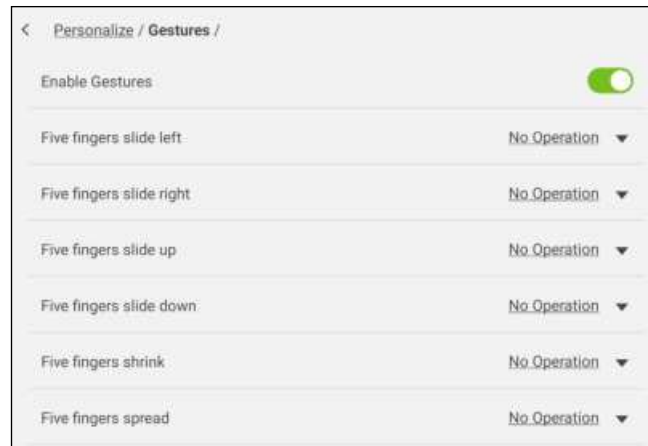 Personalize / Gestures /
Enable Gestures
Five fingers slide left No Operation
Five fingers slide right No Operation
Five fingers slide up No Operation
Five fingers slide down No Operation
Five fingers shrink No Operation
Five fingers spread No Operation